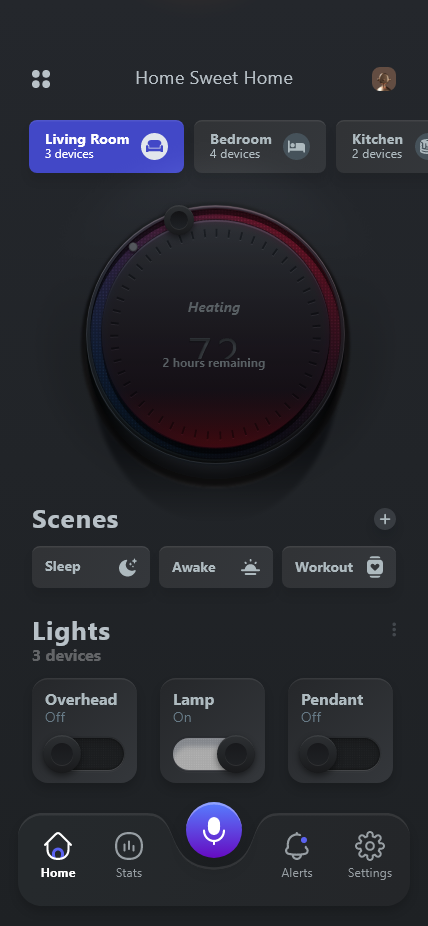 Home Sweet Home
Living Room
3 devices
Bedroom
4 devices
Kitchen
2 devices
Heating
72
2 hours remaining
Scenes
Sleep
Awake
Workout
Lights
3 devices
Overhead
Off
Lamp
On
Pendant
Off
Home
Stats
Alerts
Settings